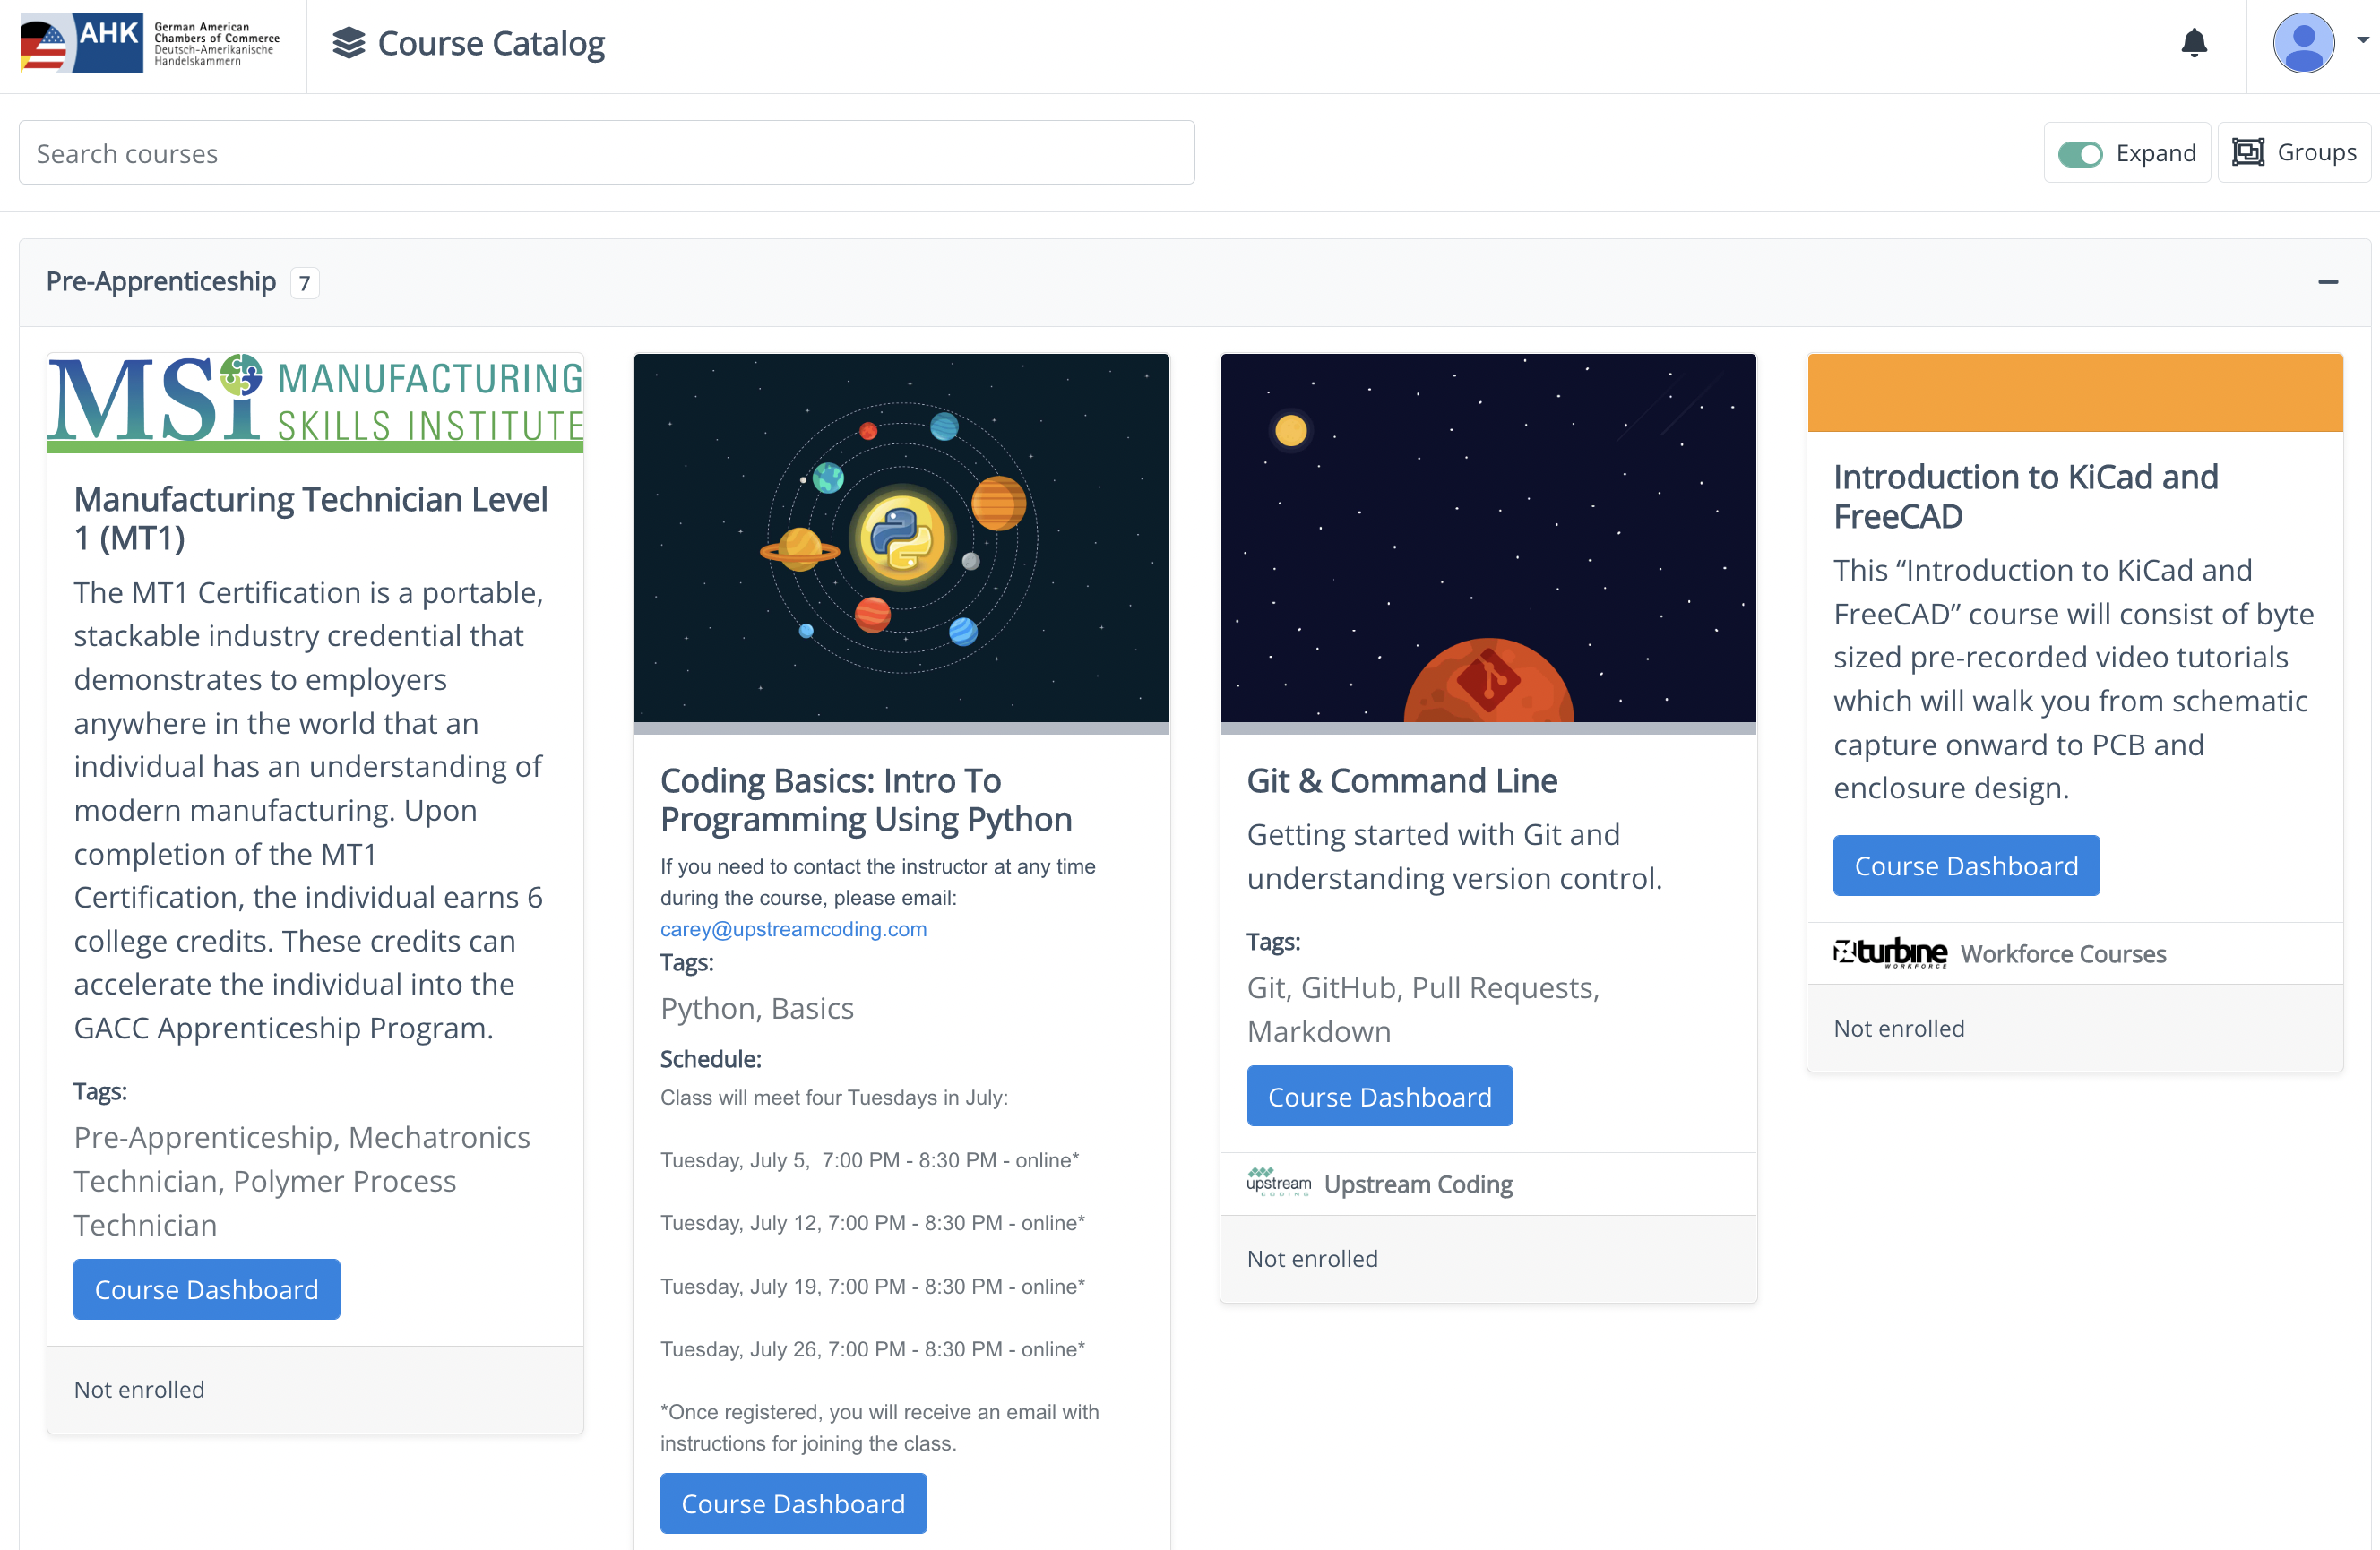 AHK
German American
Chambers of Commerce
Deutsch-Amerikanische
Handelskammern
Course Catalog
Search courses
Expand
Groups
Pre-Apprenticeship 7
MSi MANUFACTURING
SKILLS INSTITUTE
Manufacturing Technician Level
1 (MT1)
The MT1 Certification is a portable,
stackable industry credential that
demonstrates to employers
anywhere in the world that an
individual has an understanding of
modern manufacturing. Upon
completion of the MT1
Certification, the individual earns 6
college credits. These credits can
accelerate the individual into the
GACC Apprenticeship Program.
Tags:
Pre-Apprenticeship, Mechatronics
Technician, Polymer Process
Technician
Course Dashboard
Not enrolled
Coding Basics: Intro To
Programming Using Python
If you need to contact the instructor at any time
during the course, please email:
carey@upstreamcoding.com
Tags:
Python, Basics
Schedule:
Class will meet four Tuesdays in July:
Tuesday, July 5,  7:00 PM - 8:30 PM - online*
Tuesday, July 12, 7:00 PM - 8:30 PM - online*
Tuesday, July 19, 7:00 PM - 8:30 PM - online*
Tuesday, July 26, 7:00 PM - 8:30 PM - online*
*Once registered, you will receive an email with
instructions for joining the class.
Course Dashboard
Git & Command Line
Getting started with Git and
understanding version control.
Tags:
Git, GitHub, Pull Requests,
Markdown
Course Dashboard
upstream
CODING
Upstream Coding
Not enrolled
Introduction to KiCad and
FreeCAD
This “Introduction to KiCad and
FreeCAD” course will consist of byte
sized pre-recorded video tutorials
which will walk you from schematic
capture onward to PCB and
enclosure design.
Course Dashboard
turbine
WORKFORCE
Workforce Courses
Not enrolled